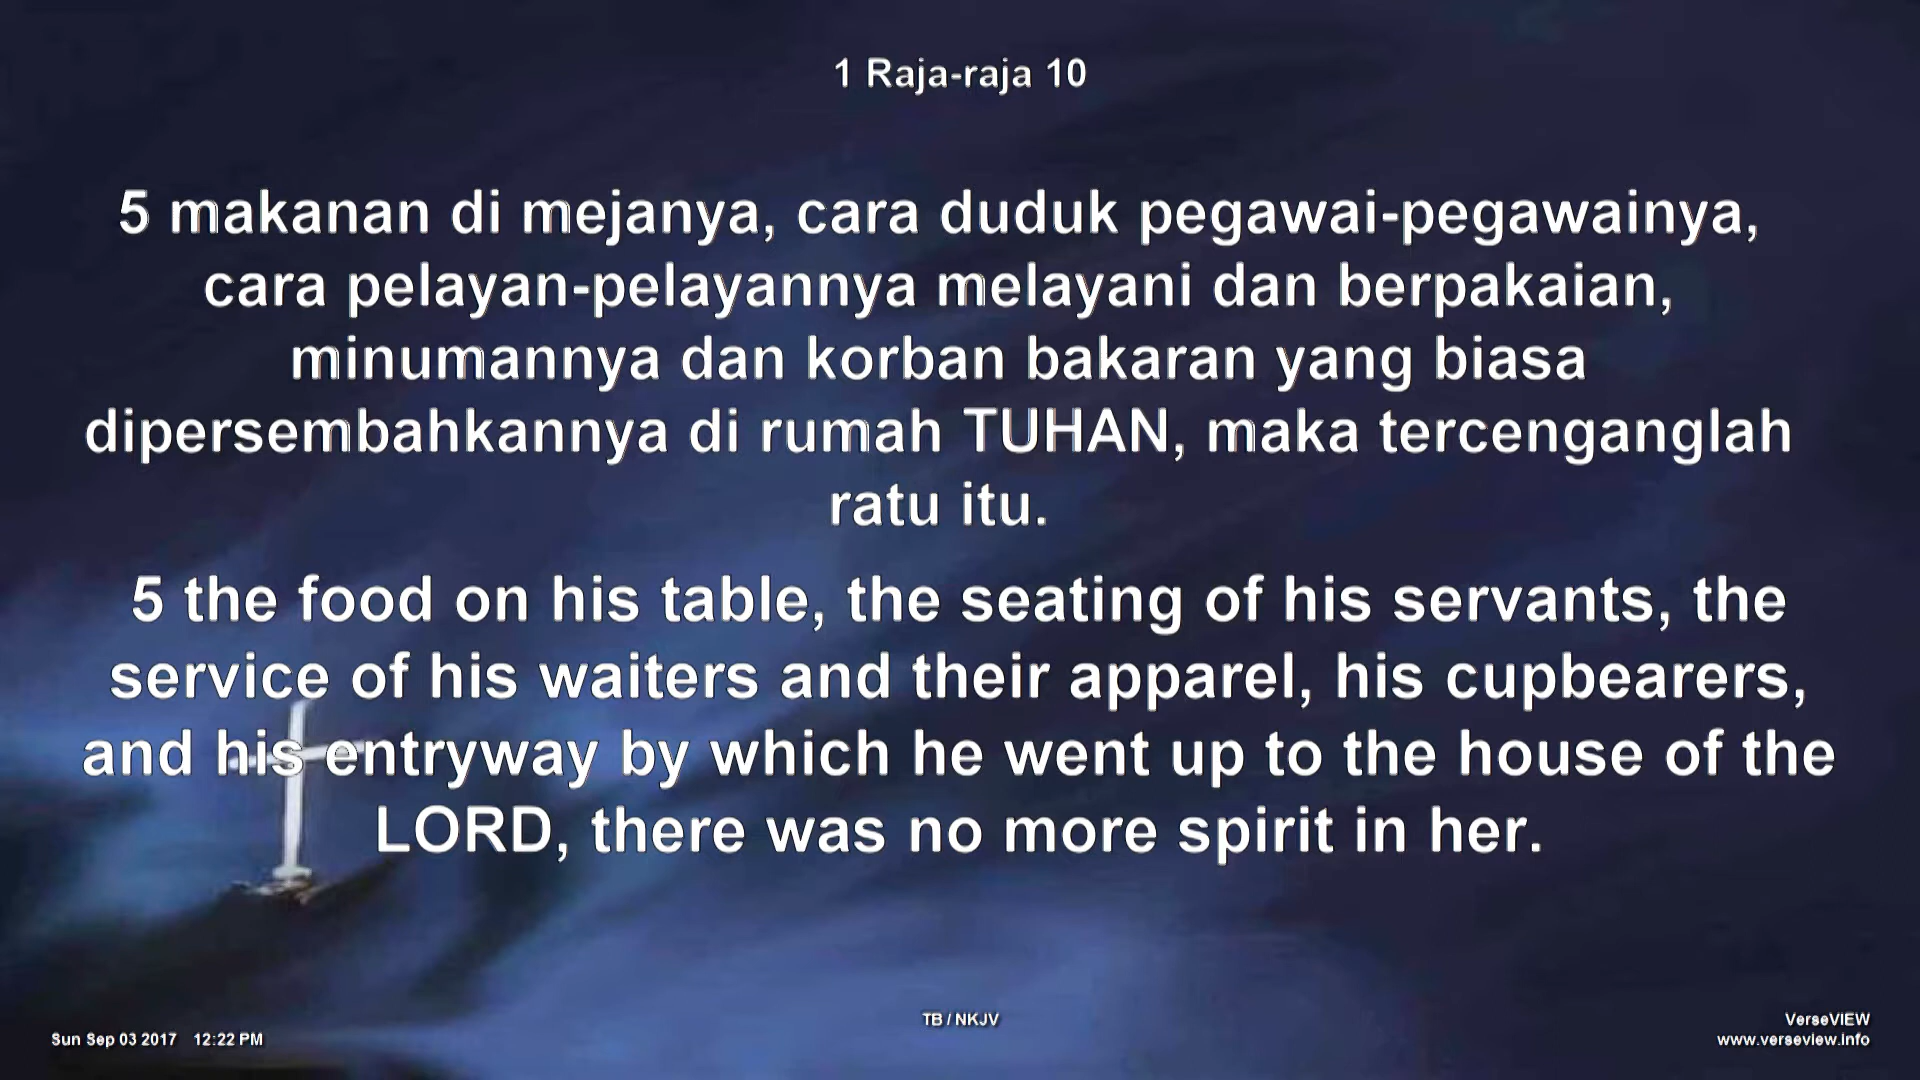 1 Raja-raja 10
5 makanan di mejanya, cara duduk pegawai-pegawainya,
cara pelayan-pelayannya melayani dan berpakaian,
minumannya dan korban bakaran yang biasa
dipersembahkannya di rumah TUHAN, maka tercenganglah
ratu itu.
5 the food on his table, the seating of his servants, the
service of his waiters and their apparel, his cupbearers,
and his entryway by which he went up to the house of the
LORD, there was no more spirit in her.
TB / NKJV
Sun Sep 03 2017 12:22 PM
VerseVIEW
www.verseview.info